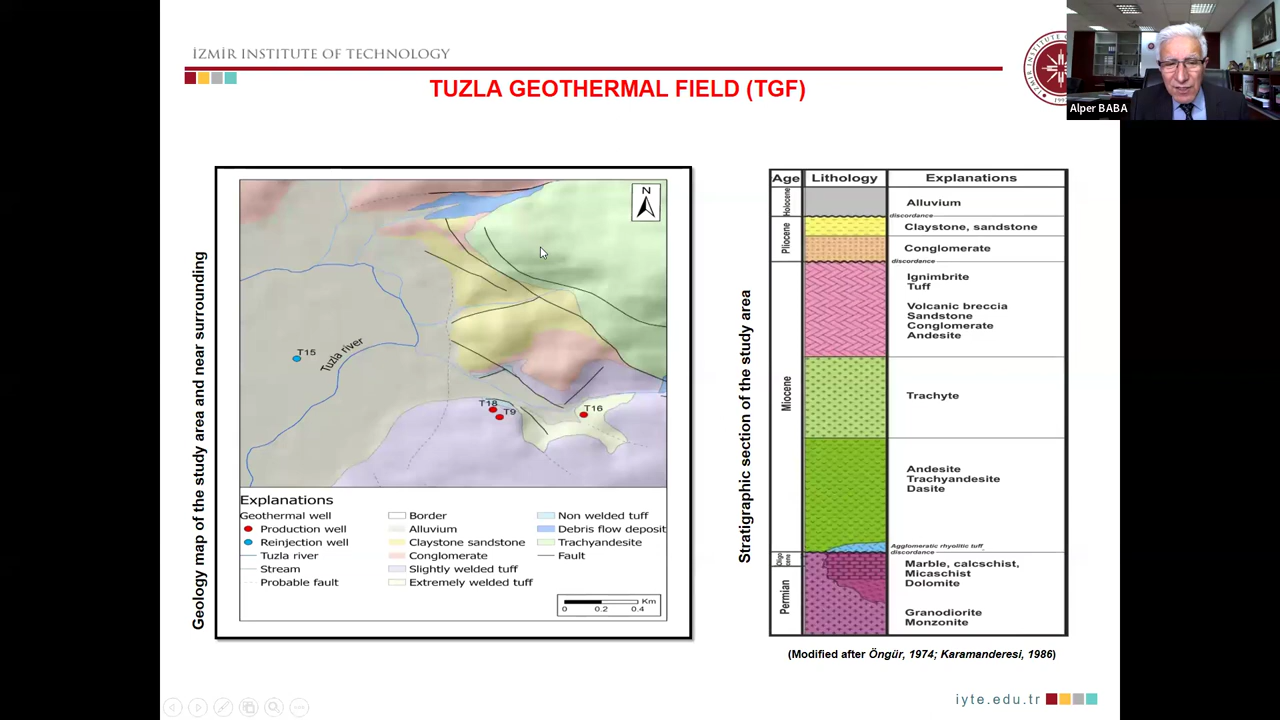 İZMİR INSTITUTE OF TECHNOLOGY
Alper BABA
TUZLA GEOTHERMAL FIELD (TGF)
Geology map of the study area and near surrounding
N
T15
Tuzla river
T18
T9
T16
Explanations
Geothermal well
Production well
Reinjection well
Tuzla river
Stream
Probable fault
Border
Alluvium
Claystone sandstone
Conglomerate
Slightly welded tuff
Extremely welded tuff
Non welded tuff
Debris flow deposit
Trachyandesite
Fault
Km
0 0.2 0.4
Stratigraphic section of the study area
Age Lithology Explanations
Holocene
Alluvium
discordance
Pliocene
Claystone, sandstone
Conglomerate
discordance
Miocene
Ignimbrite
Tuff
Volcanic breccia
Sandstone
Conglomerate
Andesite
Trachyte
Andesite
Trachyandesite
Dasite
Agglomeratic rhyolitic tuff
discordance
Oligo
cene
Marble, calcschist,
Micaschist
Dolomite
Permian
Granodiorite
Monzonite
(Modified after Öngür, 1974; Karamanderesi, 1986)
iyte.edu.tr